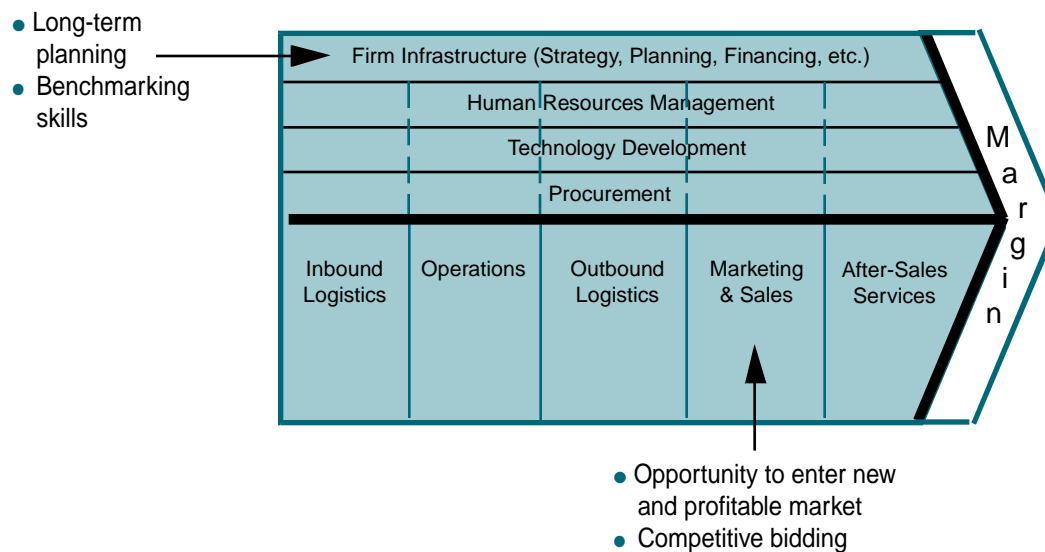 • Long-term
planning
• Benchmarking
skills
Firm Infrastructure (Strategy, Planning, Financing, etc.)
Human Resources Management
Technology Development
Procurement
Inbound
Logistics
Operations
Outbound
Logistics
Marketing
& Sales
After-Sales
Services
Margin
• Opportunity to enter new
and profitable market
• Competitive bidding